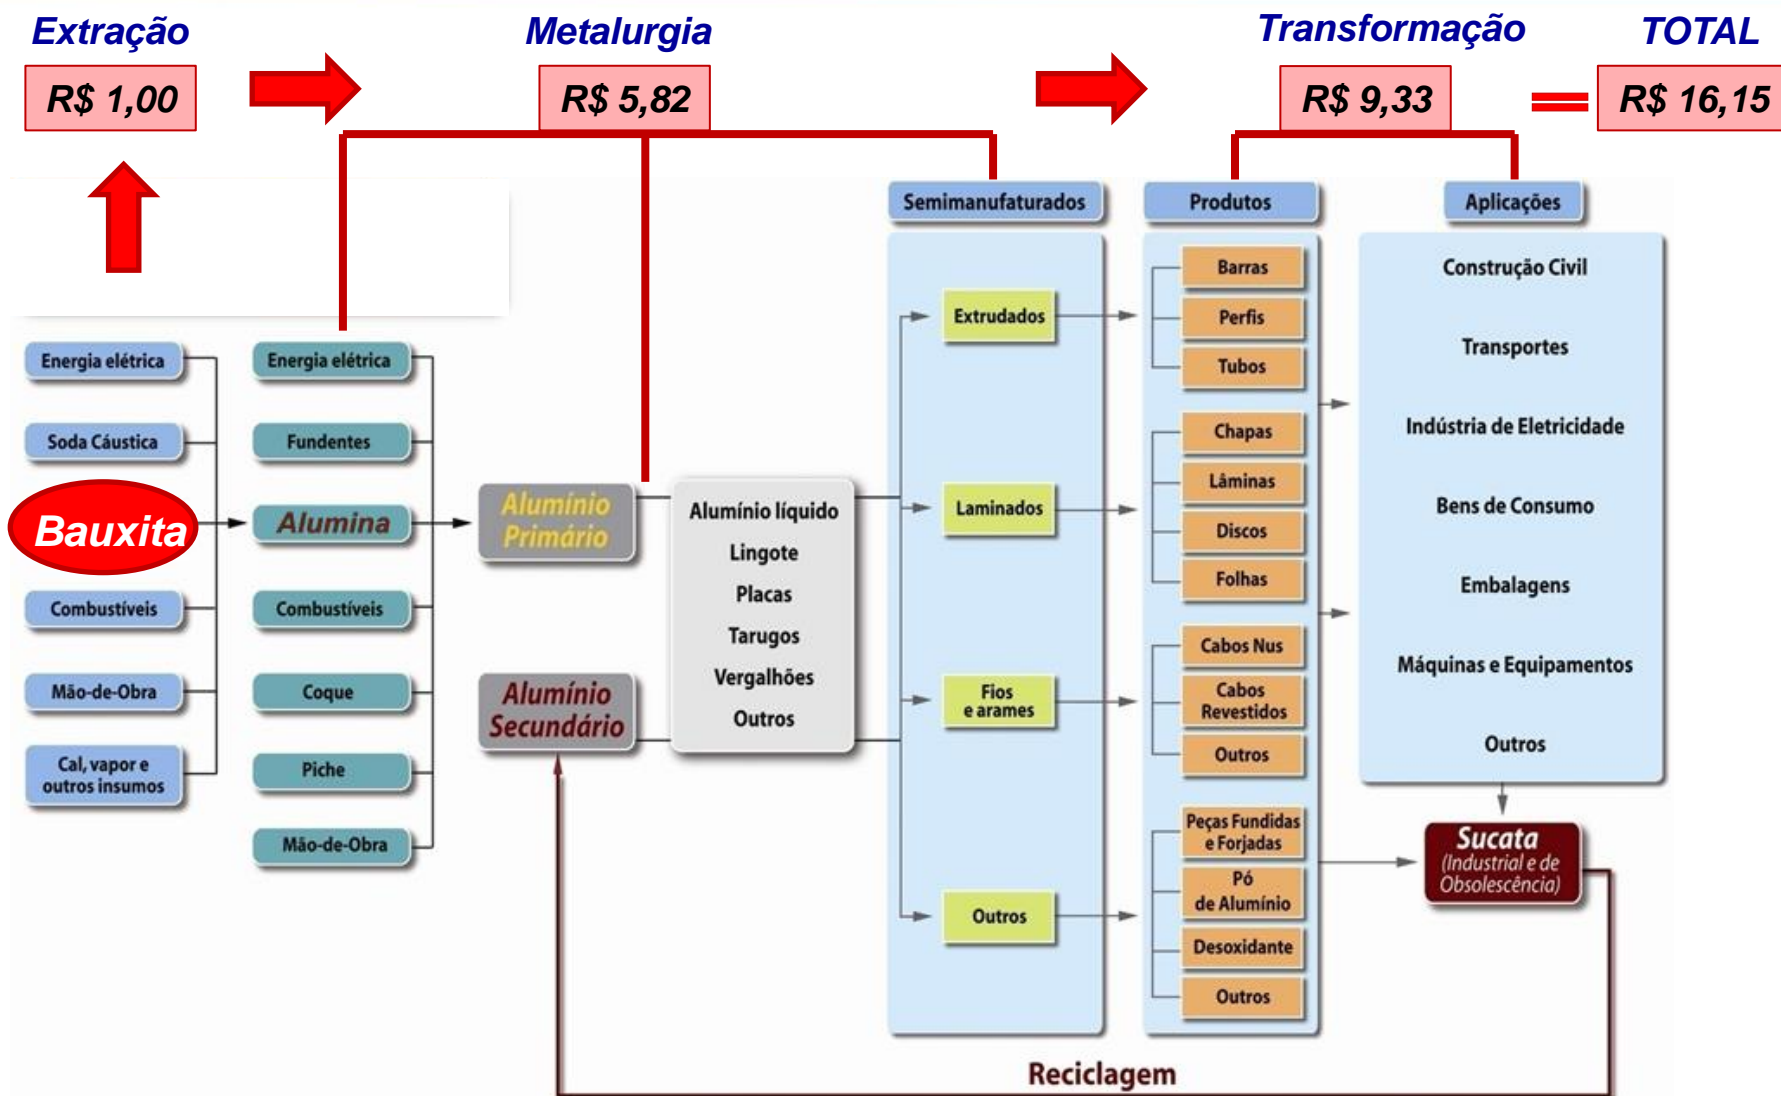 Extração
Metalurgia
Transformação
TOTAL
R$ 1,00
R$ 5,82
R$ 9,33
R$ 16,15
Semimanufaturados
Produtos
Aplicações
Energia elétrica
Soda Cáustica
Bauxita
Combustíveis
Mão-de-Obra
Cal, vapor e
outros insumos
Energia elétrica
Fundentes
Alumina
Combustíveis
Coque
Piche
Mão-de-Obra
Alumínio
Primário
Alumínio
Secundário
Alumínio líquido
Lingote
Placas
Tarugos
Vergalhões
Outros
Extrudados
Laminados
Fios
e arames
Outros
Barras
Perfis
Tubos
Chapas
Lâminas
Discos
Folhas
Cabos Nus
Cabos
Revestidos
Outros
Peças Fundidas
e Forjadas
Pó
de Alumínio
Desoxidante
Outros
Construção Civil
Transportes
Indústria de Eletricidade
Bens de Consumo
Embalagens
Máquinas e Equipamentos
Outros
Sucata
(Industrial e de
Obsolescência)
Reciclagem